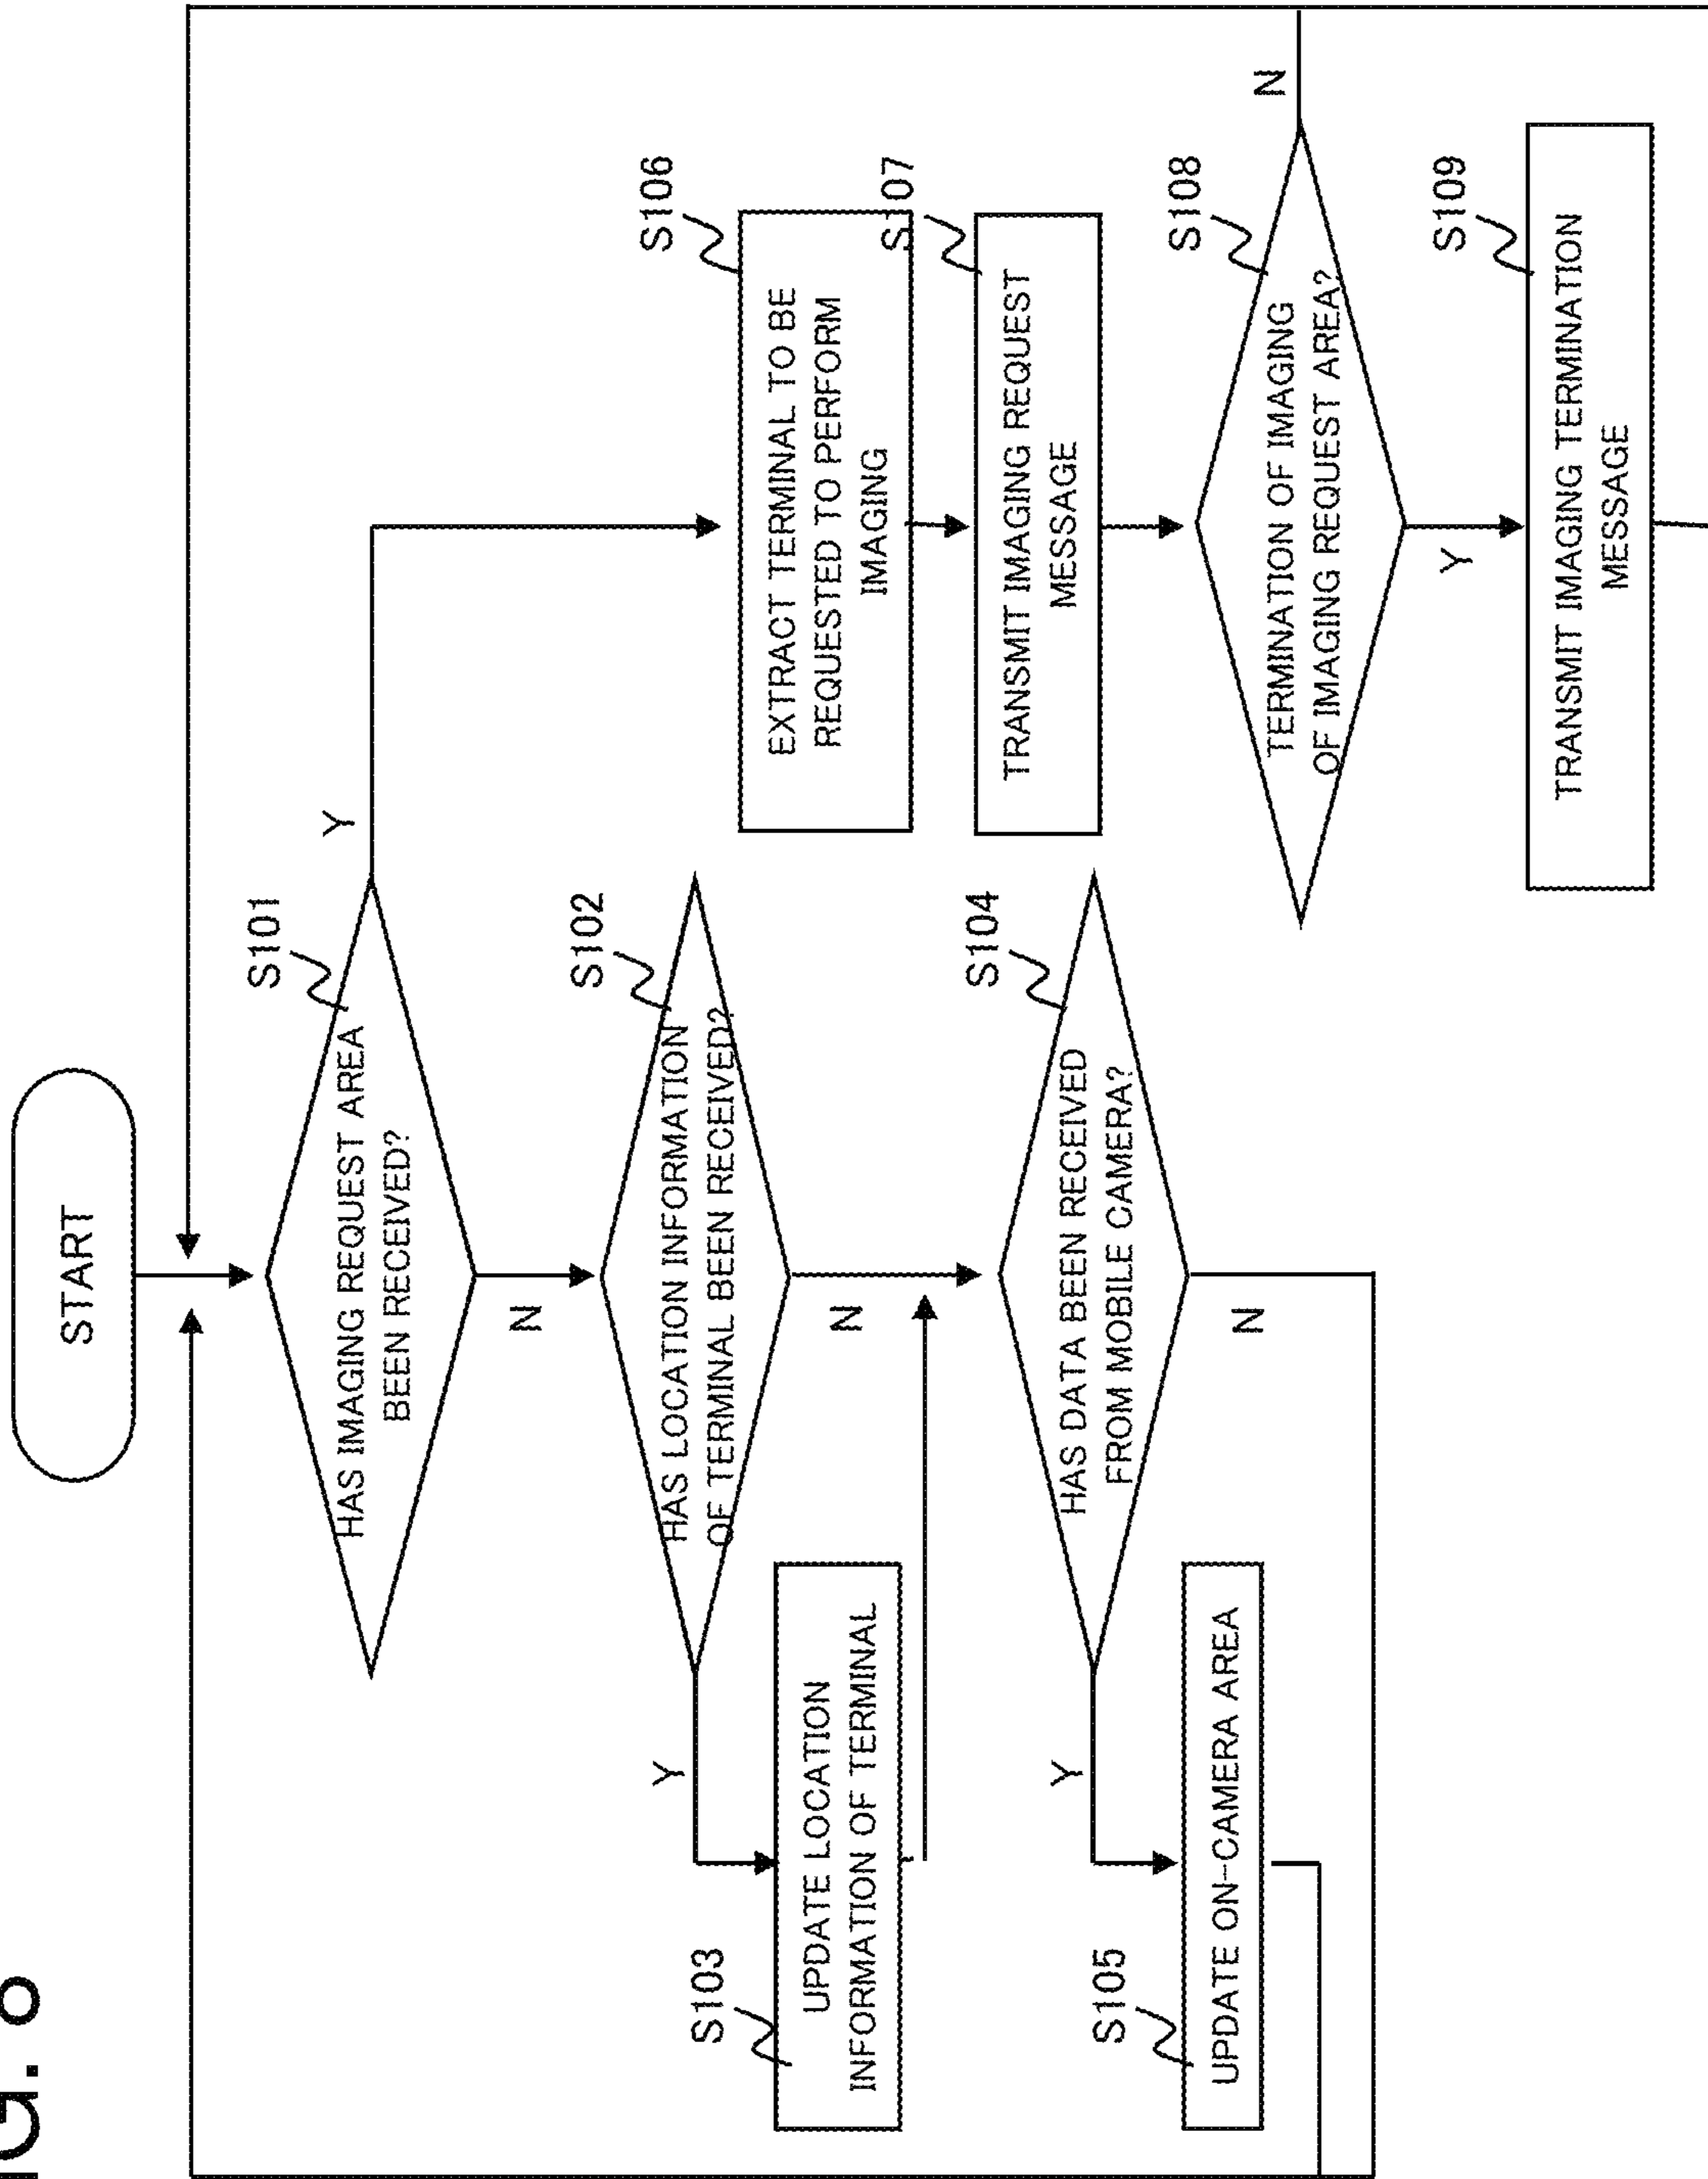 FIG. 8
START
S101
HAS IMAGING REQUEST AREA
BEEN RECEIVED?
Y
N
S102
HAS LOCATION INFORMATION
OF TERMINAL BEEN RECEIVED?
Y
N
S103
UPDATE LOCATION
INFORMATION OF TERMINAL
S104
HAS DATA BEEN RECEIVED
FROM MOBILE CAMERA?
Y
N
S105
UPDATE ON-CAMERA AREA
S106
EXTRACT TERMINAL TO BE
REQUESTED TO PERFORM
IMAGING
S107
TRANSMIT IMAGING REQUEST
MESSAGE
S108
TERMINATION OF IMAGING
OF IMAGING REQUEST AREA?
N
Y
S109
TRANSMIT IMAGING TERMINATION
MESSAGE